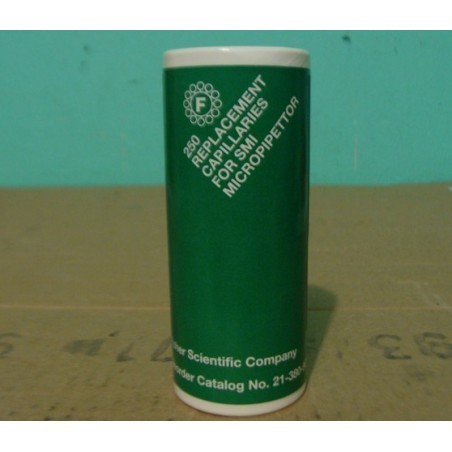 F
250
REPLACEMENT
CAPILLARIES
FOR SMI
MICROPIPETTOR
Scientific Company
Catalog No.